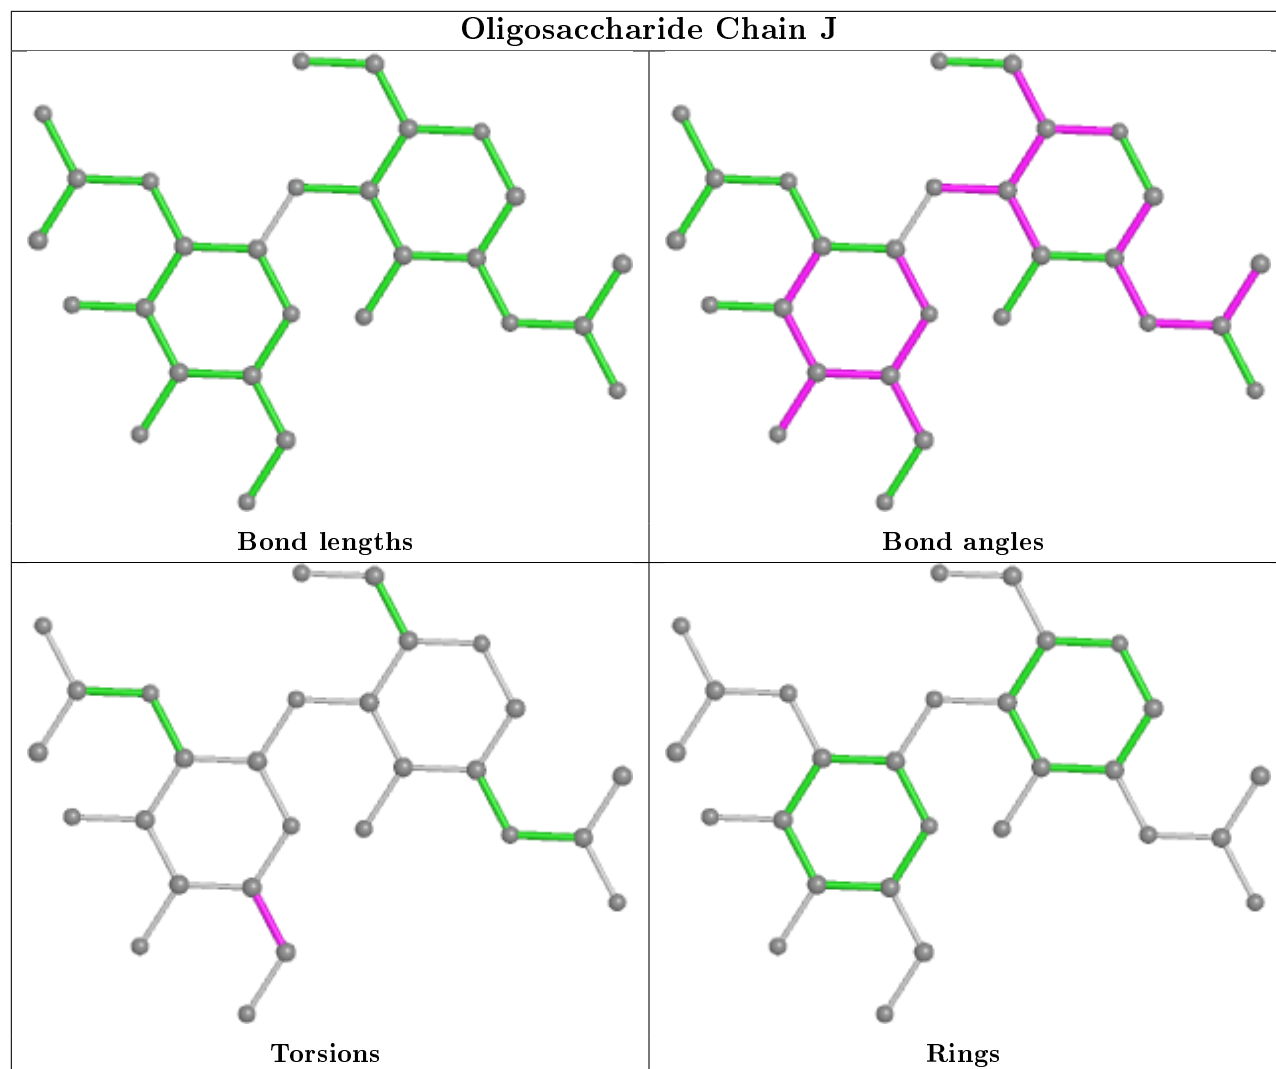 Oligosaccharide Chain J
Bond lengths
Bond angles
Torsions
Rings